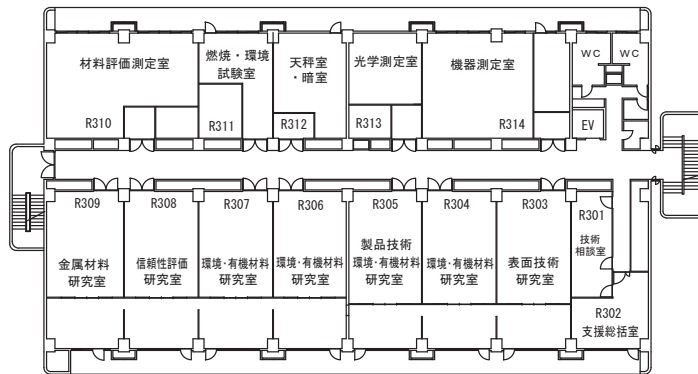 材料評価測定室
R310
燃焼・環境
試験室
R311
天秤室
・暗室
R312
光学測定室
R313
機器測定室
R314
WC
WC
EV
R309
金属材料
研究室
R308
信頼性評価
研究室
R307
環境・有機材料
研究室
R306
環境・有機材料
研究室
R305
製品技術
環境・有機材料
研究室
R304
環境・有機材料
研究室
R303
表面技術
研究室
R301
技術
相談室
R302
支援総括室